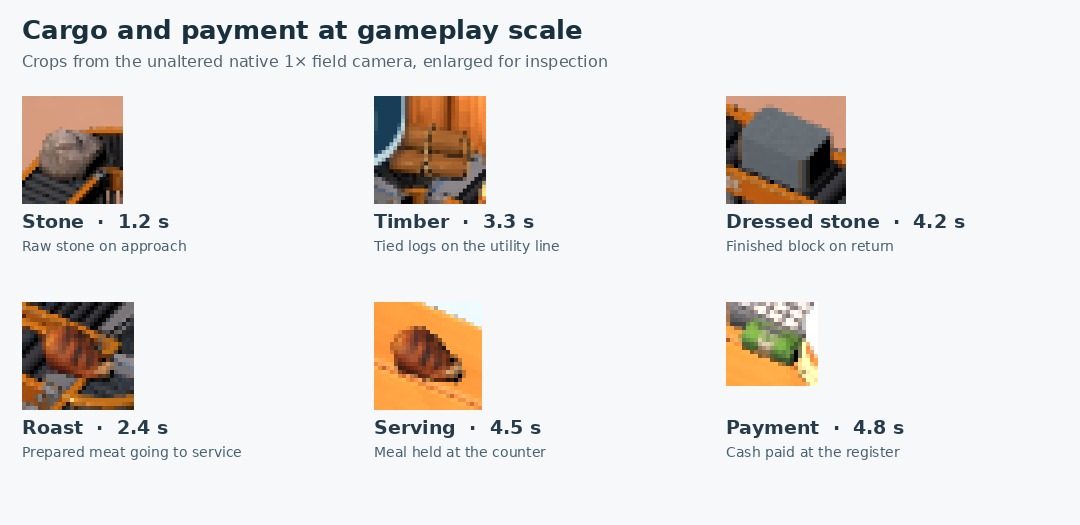 Cargo and payment at gameplay scale
Crops from the unaltered native 1× field camera, enlarged for inspection
Stone · 1.2 s
Raw stone on approach
Timber · 3.3 s
Tied logs on the utility line
Dressed stone · 4.2 s
Finished block on return
Roast · 2.4 s
Prepared meat going to service
Serving · 4.5 s
Meal held at the counter
Payment · 4.8 s
Cash paid at the register